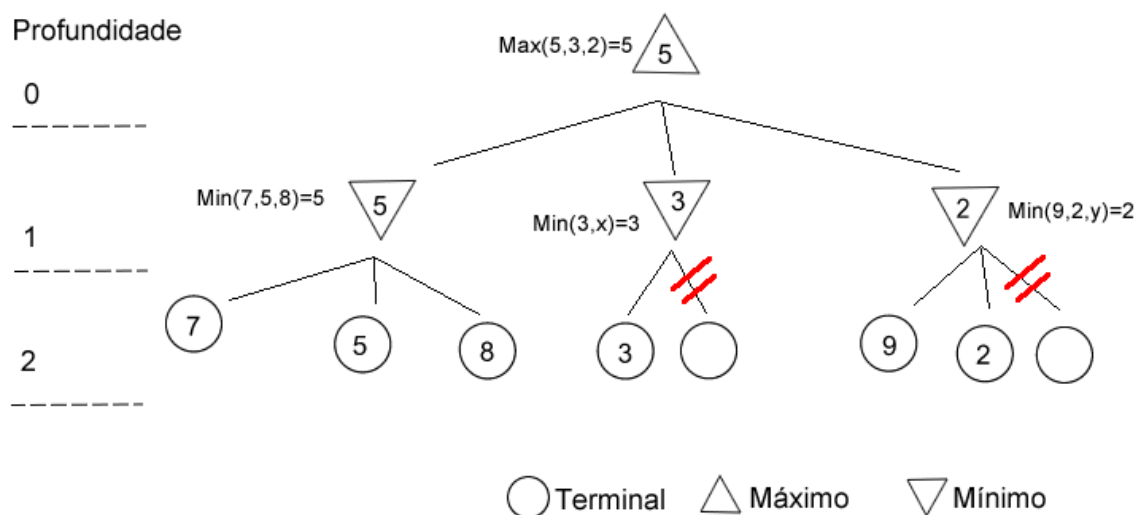 Profundidade
Max(5,3,2)=5
5
0
Min(7,5,8)=5
5
Min(3,x)=3
3
2
Min(9,2,y)=2
1
7
5
8
3
9
2
2
Terminal
Máximo
Mínimo